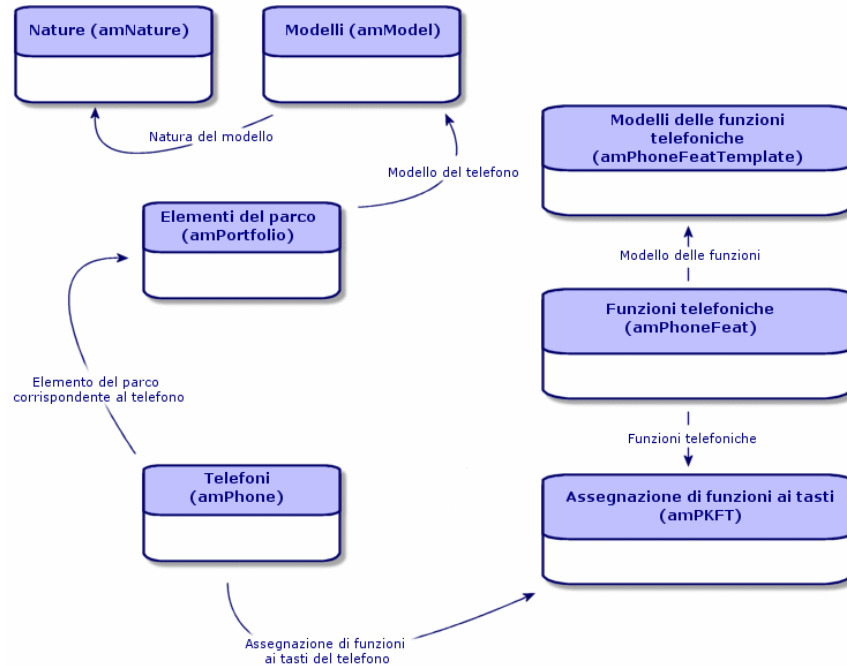 Nature (amNature)
Modelli (amModel)
Natura del modello
Modello del telefono
Modelli delle funzioni
telefoniche
(amPhoneFeatTemplate)
Elementi del parco
(amPortfolio)
Modello delle funzioni
Funzioni telefoniche
(amPhoneFeat)
Elemento del parco
corrispondente al telefono
Funzioni telefoniche
Telefoni
(amPhone)
Assegnazione di funzioni ai tasti
(amPKFT)
Assegnazione di funzioni
ai tasti del telefono